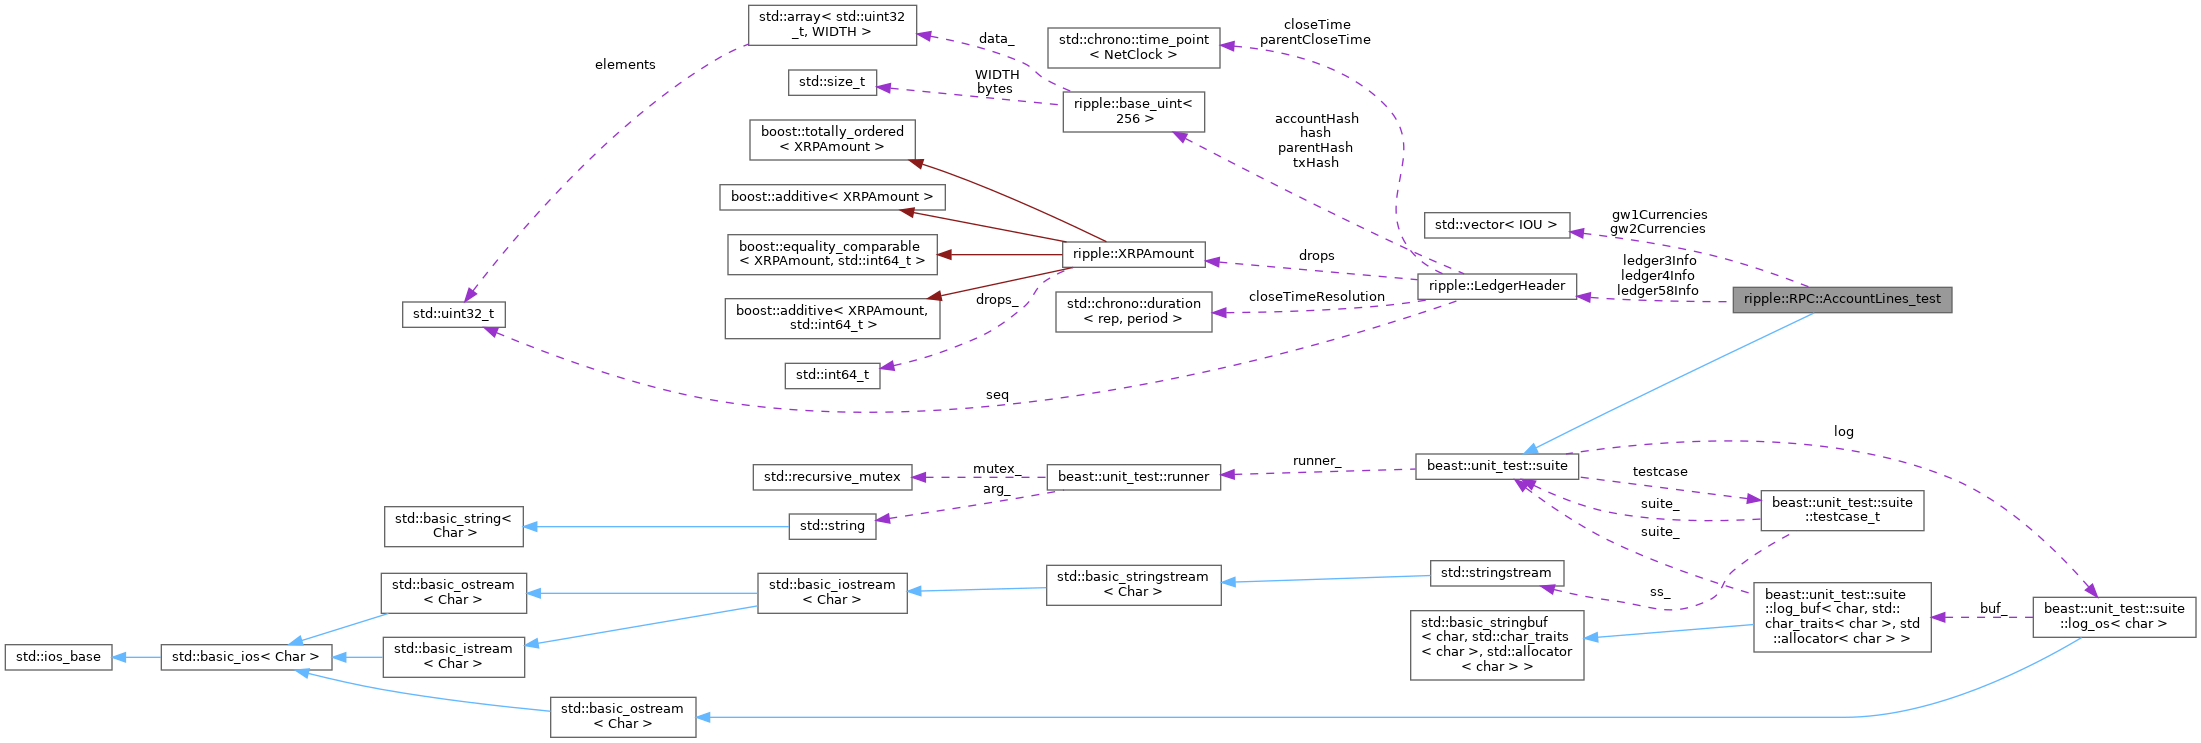 std::array< std::uint32
_t, WIDTH >
closeTime
parentCloseTime
data_
std::chrono::time_point
< NetClock >
elements
WIDTH
bytes
std::size_t
ripple::base_uint<
256 >
accountHash
hash
parentHash
txHash
boost::totally_ordered
< XRPAmount >
boost::additive< XRPAmount >
std::vector< IOU >
gw1Currencies
gw2Currencies
boost::equality_comparable
< XRPAmount, std::int64_t >
ripple::XRPAmount
drops
ledger3Info
ledger4Info
ledger58Info
ripple::LedgerHeader
ripple::RPC::AccountLines_test
drops_
std::chrono::duration
< rep, period >
closeTimeResolution
std::uint32_t
boost::additive< XRPAmount,
std::int64_t >
std::int64_t
seq
log
std::recursive_mutex
mutex_
beast::unit_test::runner
runner_
beast::unit_test::suite
testcase
arg_
suite_
beast::unit_test::suite
::testcase_t
std::basic_string<
Char >
std::string
suite_
std::basic_ostream
< Char >
std::basic_iostream
< Char >
std::basic_stringstream
< Char >
std::stringstream
ss_
beast::unit_test::suite
::log_buf< char, std::
char_traits< char >, std
::allocator< char > >
buf_
beast::unit_test::suite
::log_os< char >
std::basic_stringbuf
< char, std::char_traits
< char >, std::allocator
< char > >
std::ios_base
std::basic_ios< Char >
std::basic_istream
< Char >
std::basic_ostream
< Char >